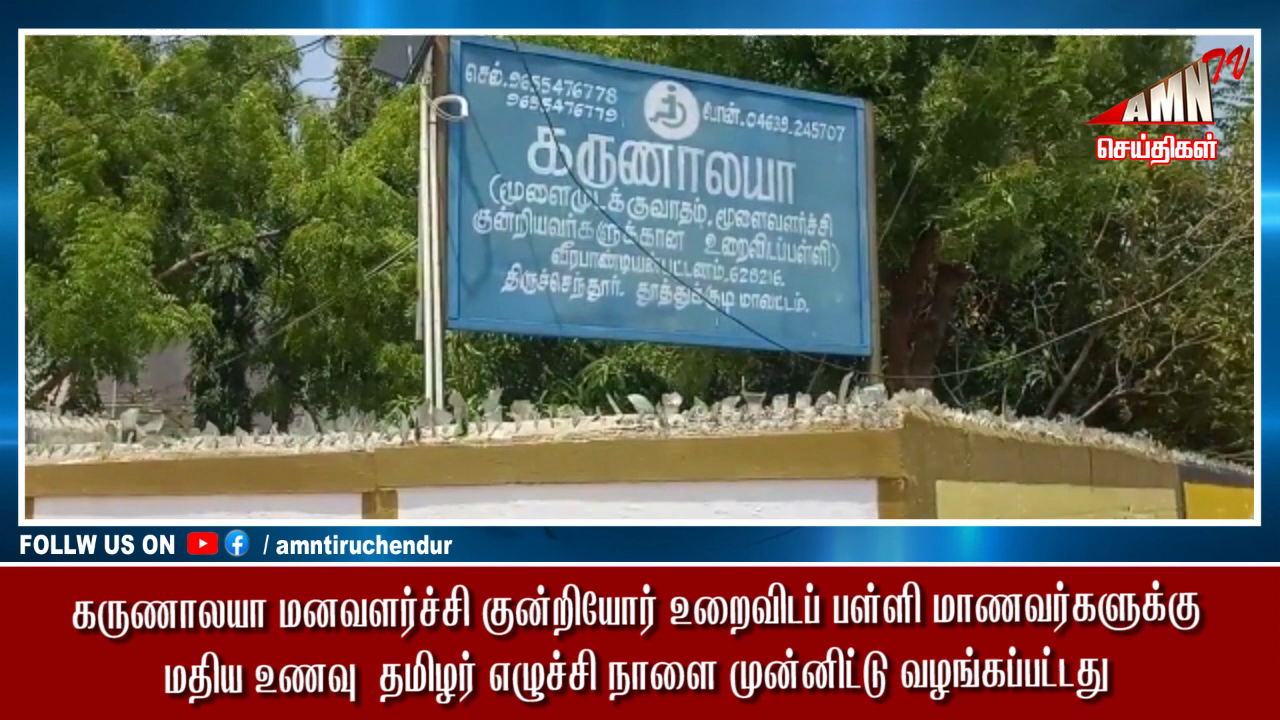 செல்.9655476778
9655476779
போன்.04639.245707
கருணாலயா
(மூளைமுடக்குவாதம், மூளைவளர்ச்சி
குன்றியவர்களுக்கான உறைவிடப்பள்ளி)
வீரபாண்டியன்பட்டணம், 628216.
திருச்செந்தூர். தூத்துக்குடி மாவட்டம்.
AMN TV
செய்திகள்
FOLLW US ON / amntiruchendur
கருணாலயா மனவளர்ச்சி குன்றியோர் உறைவிடப் பள்ளி மாணவர்களுக்கு
மதிய உணவு தமிழர் எழுச்சி நாளை முன்னிட்டு வழங்கப்பட்டது